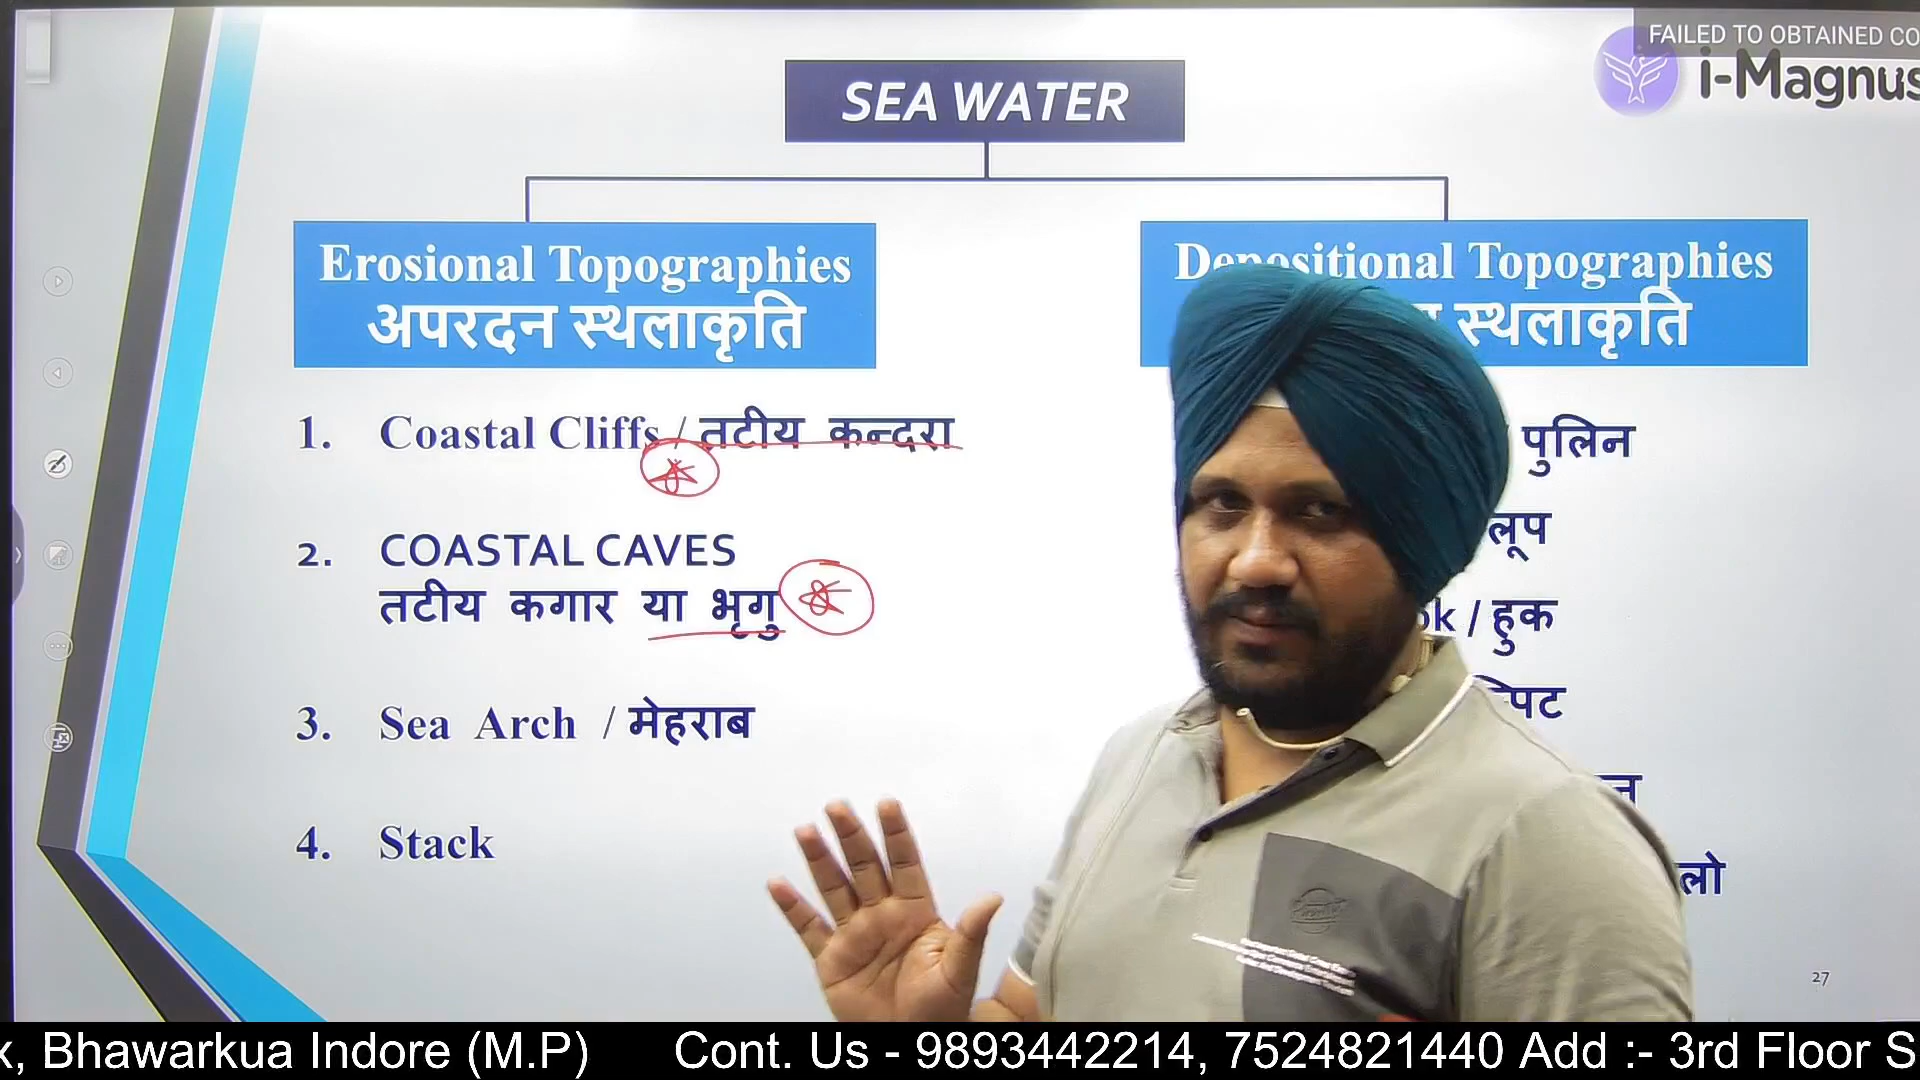 FAILED TO OBTAINED CO
i-Magnus
SEA WATER
Erosional Topographies
अपरदन स्थलाकृति
Depositional Topographies
स्थलाकृति
1. Coastal Cliffs / तटीय कन्दरा
2. COASTAL CAVES
तटीय कगार या भृगु
3. Sea Arch / मेहराब
4. Stack
पुलिन
लूप
/ हुक
27
Bhawarkua Indore (M.P) Cont. Us - 9893442214, 7524821440 Add :- 3rd Floor S